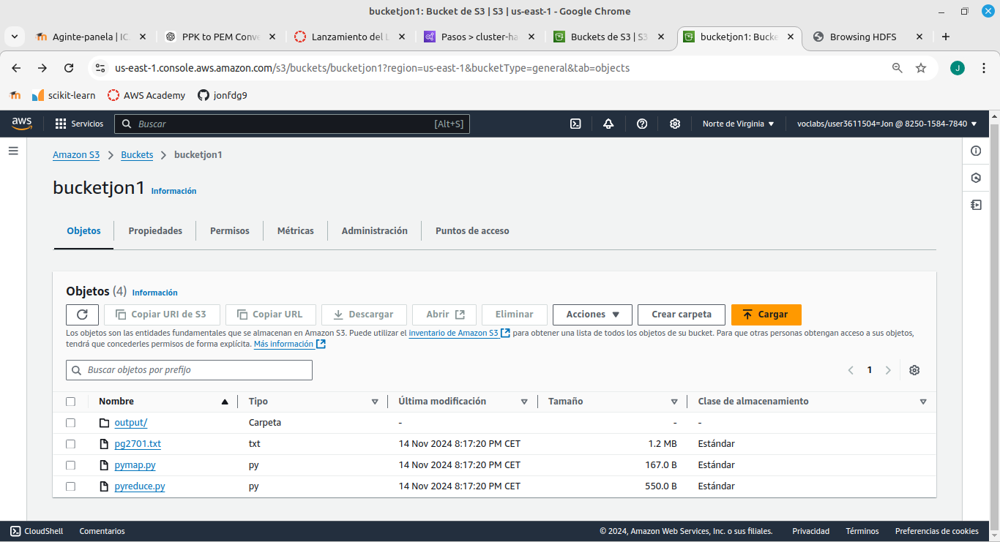 bucketjon1: Bucket de S3 | S3 | us-east-1 - Google Chrome
Aginte-panela | IC
PPK to PEM Conve
Lanzamiento del L
Pasos > cluster-ha
Buckets de S3 | S3
bucketjon1: Bucke
Browsing HDFS
us-east-1.console.aws.amazon.com/s3/buckets/bucketjon1?region=us-east-1&bucketType=general&tab=objects
J
scikit-learn
AWS Academy
jonfdg9
aws
Servicios
Buscar
[Alt+S]
Norte de Virginia
voclabs/user3611504=Jon @ 8250-1584-7840
Amazon S3 > Buckets > bucketjon1
bucketjon1 Información
Objetos
Propiedades
Permisos
Métricas
Administración
Puntos de acceso
Objetos (4) Información
Copiar URI de S3
Copiar URL
Descargar
Abrir
Eliminar
Acciones
Crear carpeta
Cargar
Los objetos son las entidades fundamentales que se almacenan en Amazon S3. Puede utilizar el inventario de Amazon S3 para obtener una lista de todos los objetos de su bucket. Para que otras personas obtengan acceso a sus objetos,
tendrá que concederles permisos de forma explícita. Más información
Buscar objetos por prefijo
1
Nombre Tipo Última modificación Tamaño Clase de almacenamiento
output/ Carpeta - - -
pg2701.txt txt 14 Nov 2024 8:17:20 PM CET 1.2 MB Estándar
pymap.py py 14 Nov 2024 8:17:20 PM CET 167.0 B Estándar
pyreduce.py py 14 Nov 2024 8:17:20 PM CET 550.0 B Estándar
CloudShell
Comentarios
© 2024, Amazon Web Services, Inc. o sus filiales.
Privacidad
Términos
Preferencias de cookies